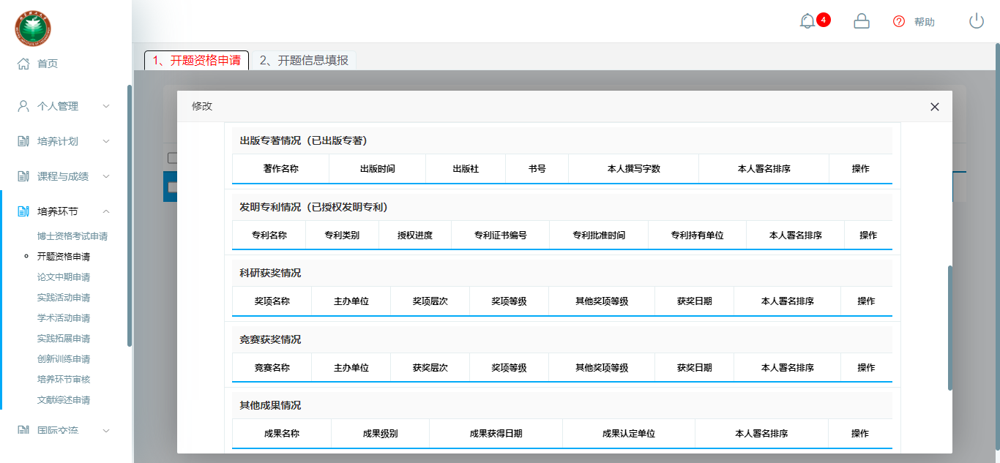 4
帮助
首页
个人管理
培养计划
课程与成绩
培养环节
博士资格考试申请
开题资格申请
论文中期申请
实践活动申请
学术活动申请
实践拓展申请
创新训练申请
培养环节审核
文献综述申请
国际交流
1、开题资格申请 2、开题信息填报
修改
出版专著情况（已出版专著）
著作名称 出版时间 出版社 书号 本人撰写字数 本人署名排序 操作
发明专利情况（已授权发明专利）
专利名称 专利类别 授权进度 专利证书编号 专利批准时间 专利持有单位 本人署名排序 操作
科研获奖情况
奖项名称 主办单位 奖项层次 奖项等级 其他奖项等级 获奖日期 本人署名排序 操作
竞赛获奖情况
竞赛名称 主办单位 获奖层次 奖项等级 其他奖项等级 获奖日期 本人署名排序 操作
其他成果情况
成果名称 成果级别 成果获得日期 成果认定单位 本人署名排序 操作